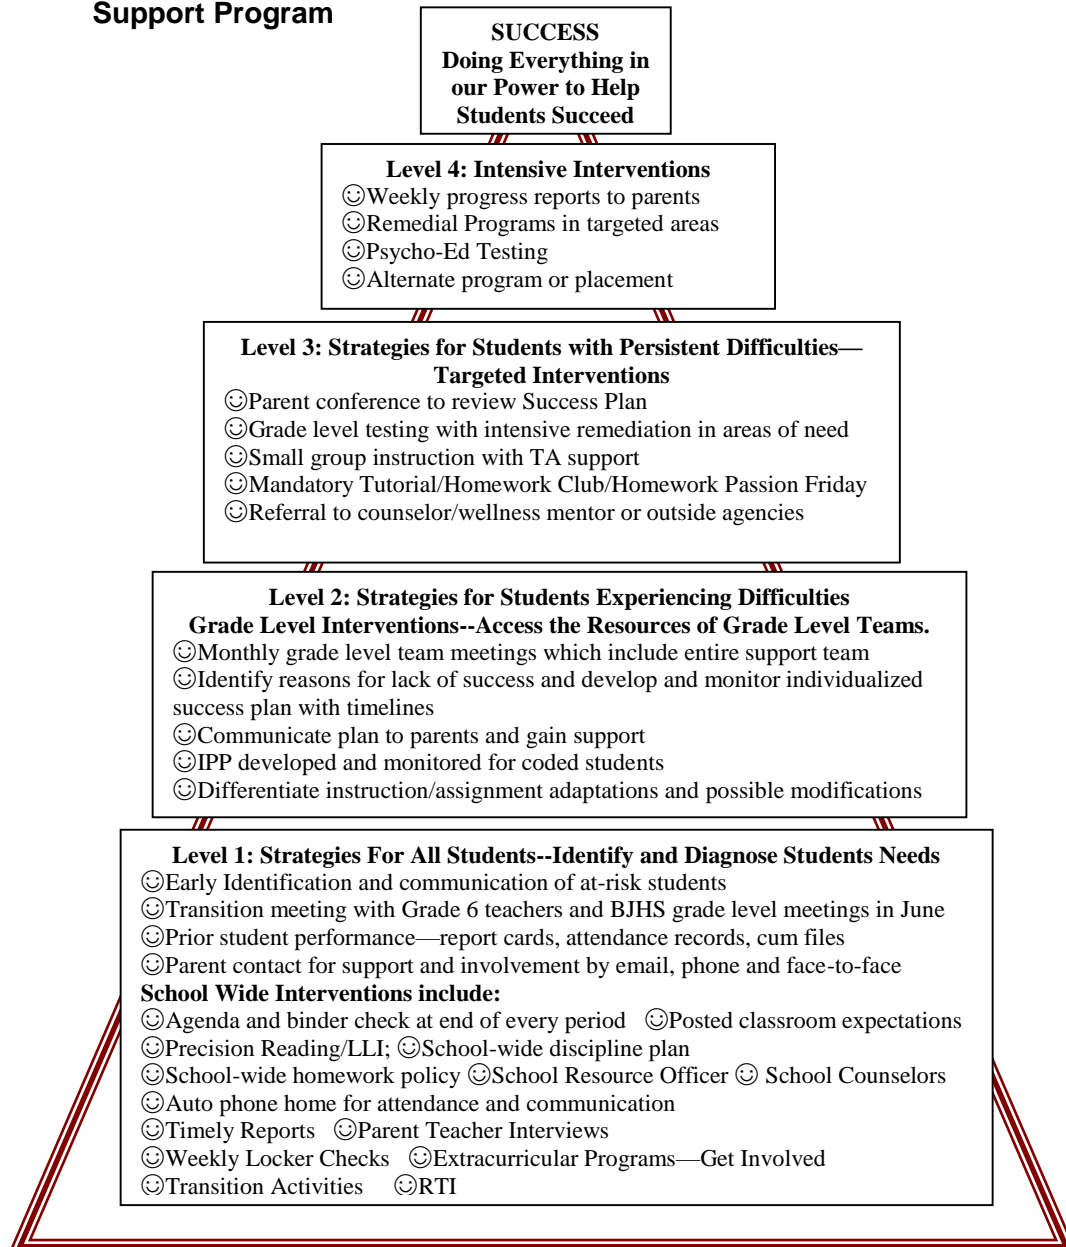 Support Program
SUCCESS
Doing Everything in
our Power to Help
Students Succeed
Level 4: Intensive Interventions
☺Weekly progress reports to parents
☺Remedial Programs in targeted areas
☺Psycho-Ed Testing
☺Alternate program or placement
Level 3: Strategies for Students with Persistent Difficulties—
Targeted Interventions
☺Parent conference to review Success Plan
☺Grade level testing with intensive remediation in areas of need
☺Small group instruction with TA support
☺Mandatory Tutorial/Homework Club/Homework Passion Friday
☺Referral to counselor/wellness mentor or outside agencies
Level 2: Strategies for Students Experiencing Difficulties
Grade Level Interventions--Access the Resources of Grade Level Teams.
☺Monthly grade level team meetings which include entire support team
☺Identify reasons for lack of success and develop and monitor individualized
success plan with timelines
☺Communicate plan to parents and gain support
☺IPP developed and monitored for coded students
☺Differentiate instruction/assignment adaptations and possible modifications
Level 1: Strategies For All Students--Identify and Diagnose Students Needs
☺Early Identification and communication of at-risk students
☺Transition meeting with Grade 6 teachers and BJHS grade level meetings in June
☺Prior student performance—report cards, attendance records, cum files
☺Parent contact for support and involvement by email, phone and face-to-face
School Wide Interventions include:
☺Agenda and binder check at end of every period ☺Posted classroom expectations
☺Precision Reading/LLI; ☺School-wide discipline plan
☺School-wide homework policy ☺School Resource Officer ☺ School Counselors
☺Auto phone home for attendance and communication
☺Timely Reports ☺Parent Teacher Interviews
☺Weekly Locker Checks ☺Extracurricular Programs—Get Involved
☺Transition Activities ☺RTI